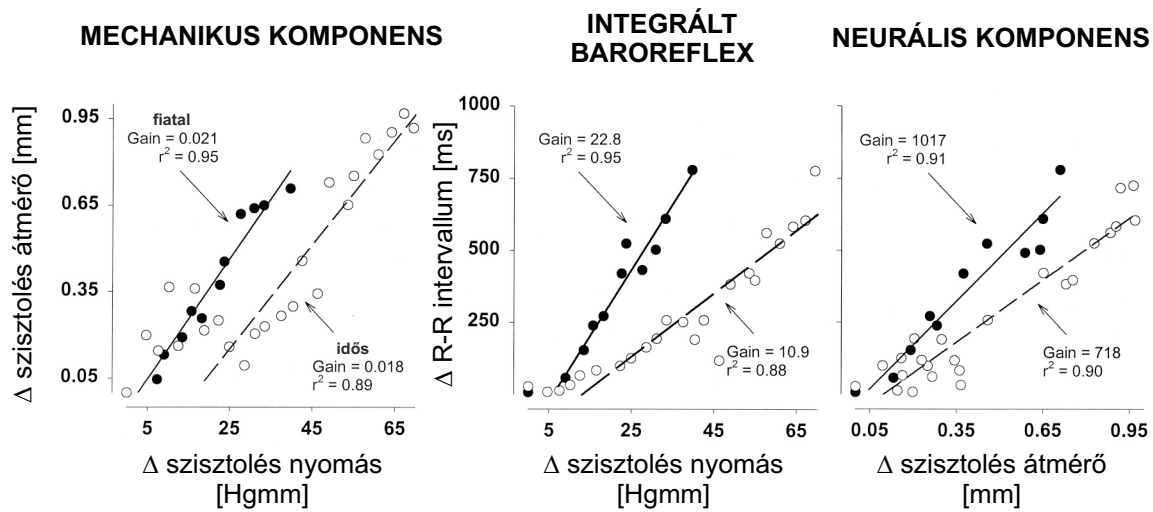 MECHANIKUS KOMPONENS
INTEGRÁLT
BAROREFLEX
NEURÁLIS KOMPONENS
Δ szisztolés átmérő [mm]
0.95
0.65
0.35
0.05
fiatal
Gain = 0.021
r² = 0.95
idős
Gain = 0.018
r² = 0.89
5
25
45
65
Δ szisztolés nyomás
[Hgmm]
Δ R-R intervallum [ms]
1000
750
500
250
Gain = 22.8
r² = 0.95
Gain = 10.9
r² = 0.88
5
25
45
65
Δ szisztolés nyomás
[Hgmm]
Gain = 1017
r² = 0.91
Gain = 718
r² = 0.90
0.05
0.35
0.65
0.95
Δ szisztolés átmérő
[mm]